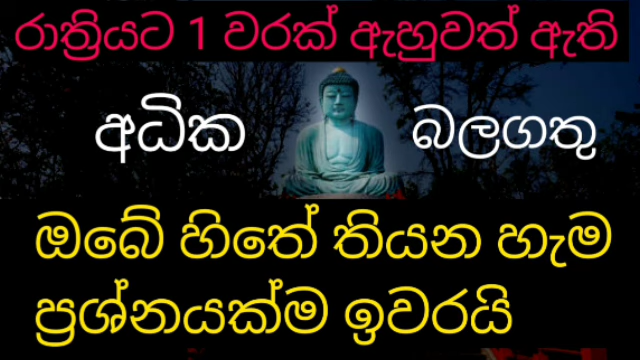 රාත්‍රියට 1 වරක් ඇහුවත් ඇති
අධික බලගතු
ඔබේ හිතේ තියන හැම
ප්‍රශ්නයක්ම ඉවරයි